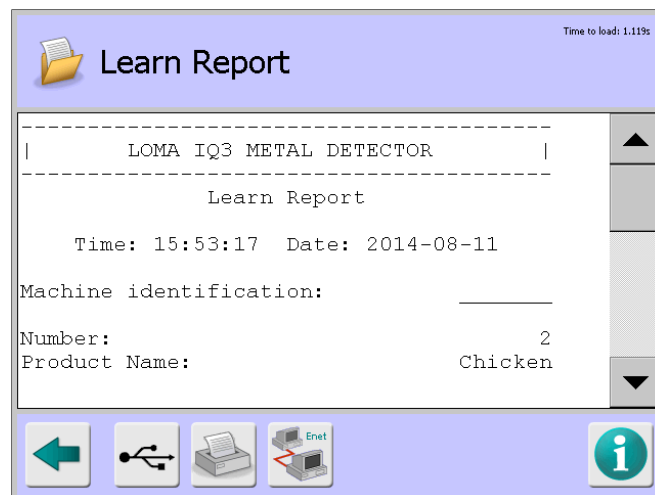 Time to load: 1.119s
Learn Report
----------------------------------------
| LOMA IQ3 METAL DETECTOR |
----------------------------------------
Learn Report
Time: 15:53:17 Date: 2014-08-11
Machine identification: _______
Number: 2
Product Name: Chicken
Enet
i